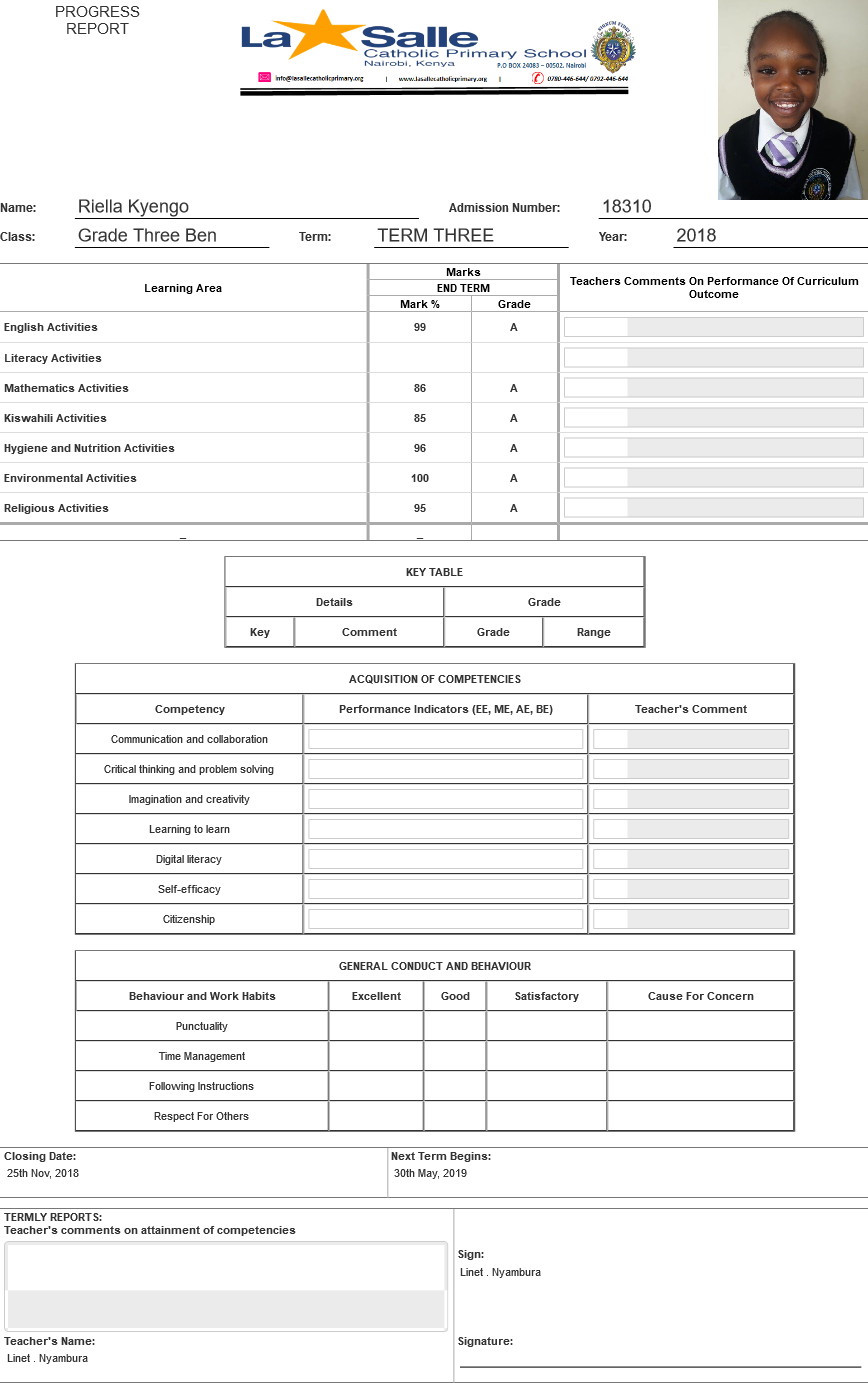 PROGRESS
REPORT
La Salle
Catholic Primary School
Nairobi, Kenya
P.O BOX 24083 – 00502, Nairobi
info@lasallecatholicprimary.org | www.lasallecatholicprimary.org | 0780-446-644/ 0792-446-644
Name: Riella Kyengo Admission Number: 18310
Class: Grade Three Ben Term: TERM THREE Year: 2018
Learning Area Marks Teachers Comments On Performance Of Curriculum Outcome
END TERM
Mark % Grade
English Activities 99 A
Literacy Activities
Mathematics Activities 86 A
Kiswahili Activities 85 A
Hygiene and Nutrition Activities 96 A
Environmental Activities 100 A
Religious Activities 95 A
_ _
KEY TABLE
Details Grade
Key Comment Grade Range
ACQUISITION OF COMPETENCIES
Competency Performance Indicators (EE, ME, AE, BE) Teacher's Comment
Communication and collaboration
Critical thinking and problem solving
Imagination and creativity
Learning to learn
Digital literacy
Self-efficacy
Citizenship
GENERAL CONDUCT AND BEHAVIOUR
Behaviour and Work Habits Excellent Good Satisfactory Cause For Concern
Punctuality
Time Management
Following Instructions
Respect For Others
Closing Date: Next Term Begins:
25th Nov, 2018 30th May, 2019
TERMLY REPORTS:
Teacher's comments on attainment of competencies
Sign:
Linet . Nyambura
Teacher's Name: Signature:
Linet . Nyambura